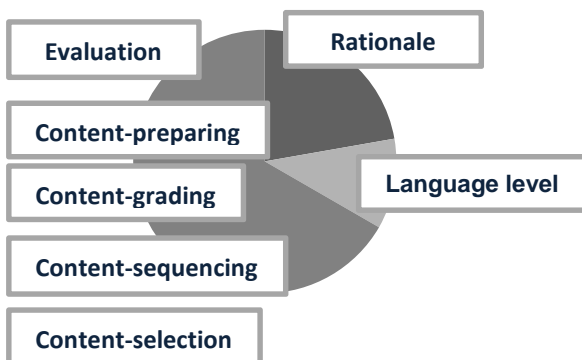 Evaluation
Rationale
Content-preparing
Content-grading
Language level
Content-sequencing
Content-selection